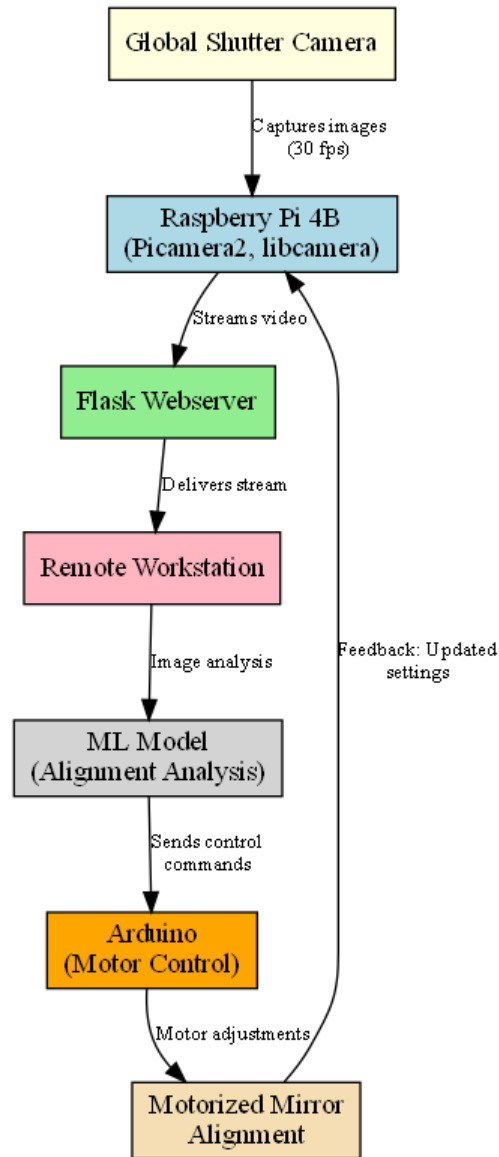 Global Shutter Camera
Captures images
(30 fps)
Raspberry Pi 4B
(Picamera2, libcamera)
Streams video
Flask Webserver
Delivers stream
Remote Workstation
Feedback: Updated
settings
Image analysis
ML Model
(Alignment Analysis)
Sends control
commands
Arduino
(Motor Control)
Motor adjustments
Motorized Mirror
Alignment